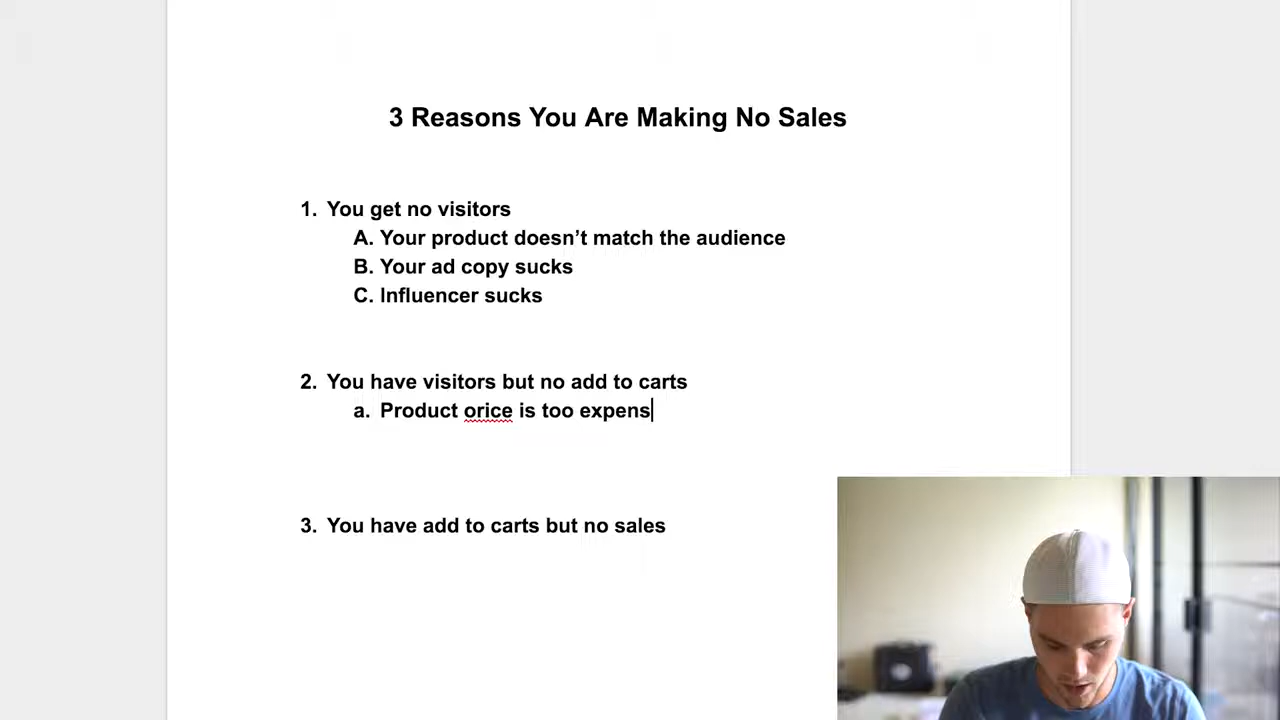 3 Reasons You Are Making No Sales
1. You get no visitors
A. Your product doesn’t match the audience
B. Your ad copy sucks
C. Influencer sucks
2. You have visitors but no add to carts
a. Product orice is too expens
3. You have add to carts but no sales